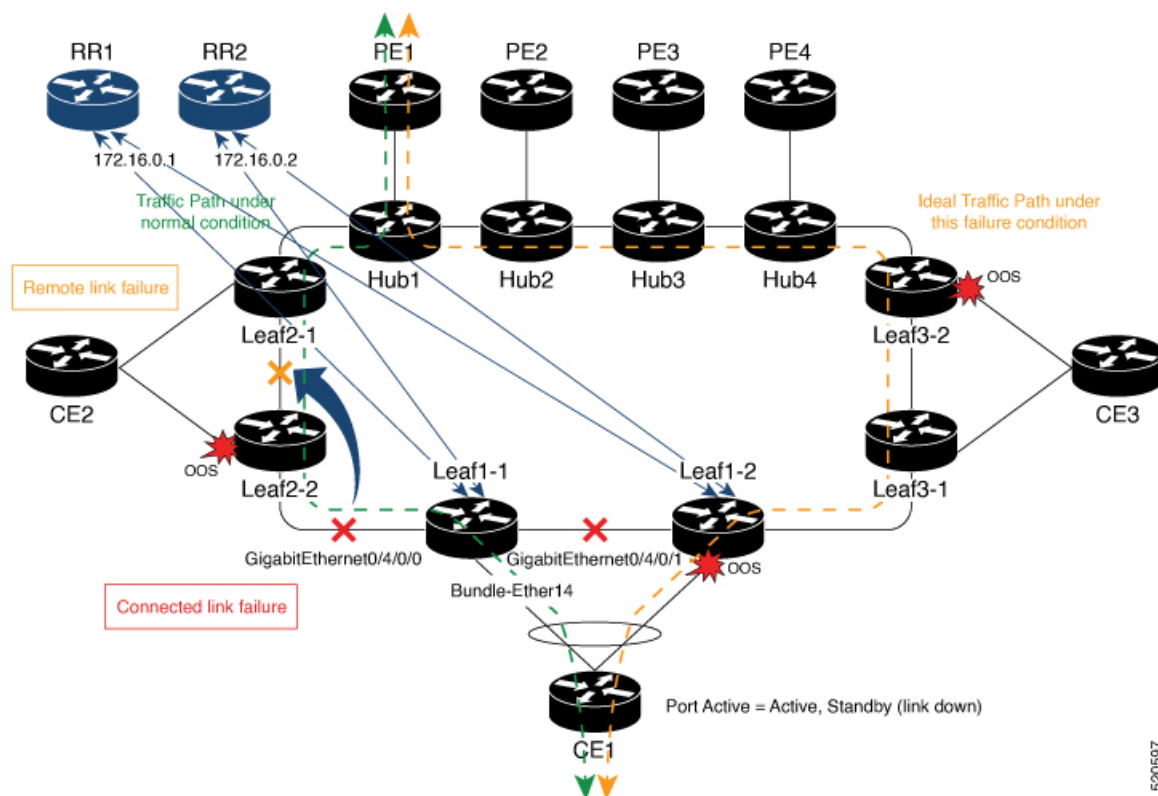 RR1
RR2
PE1
PE2
PE3
PE4
172.16.0.1
172.16.0.2
Traffic Path under
normal condition
Ideal Traffic Path under
this failure condition
Hub1
Hub2
Hub3
Hub4
Remote link failure
OOS
Leaf2-1
Leaf3-2
CE2
CE3
OOS
Leaf2-2
Leaf1-1
Leaf1-2
Leaf3-1
GigabitEthernet0/4/0/0
GigabitEthernet0/4/0/1
OOS
Bundle-Ether14
Connected link failure
Port Active = Active, Standby (link down)
CE1
520597